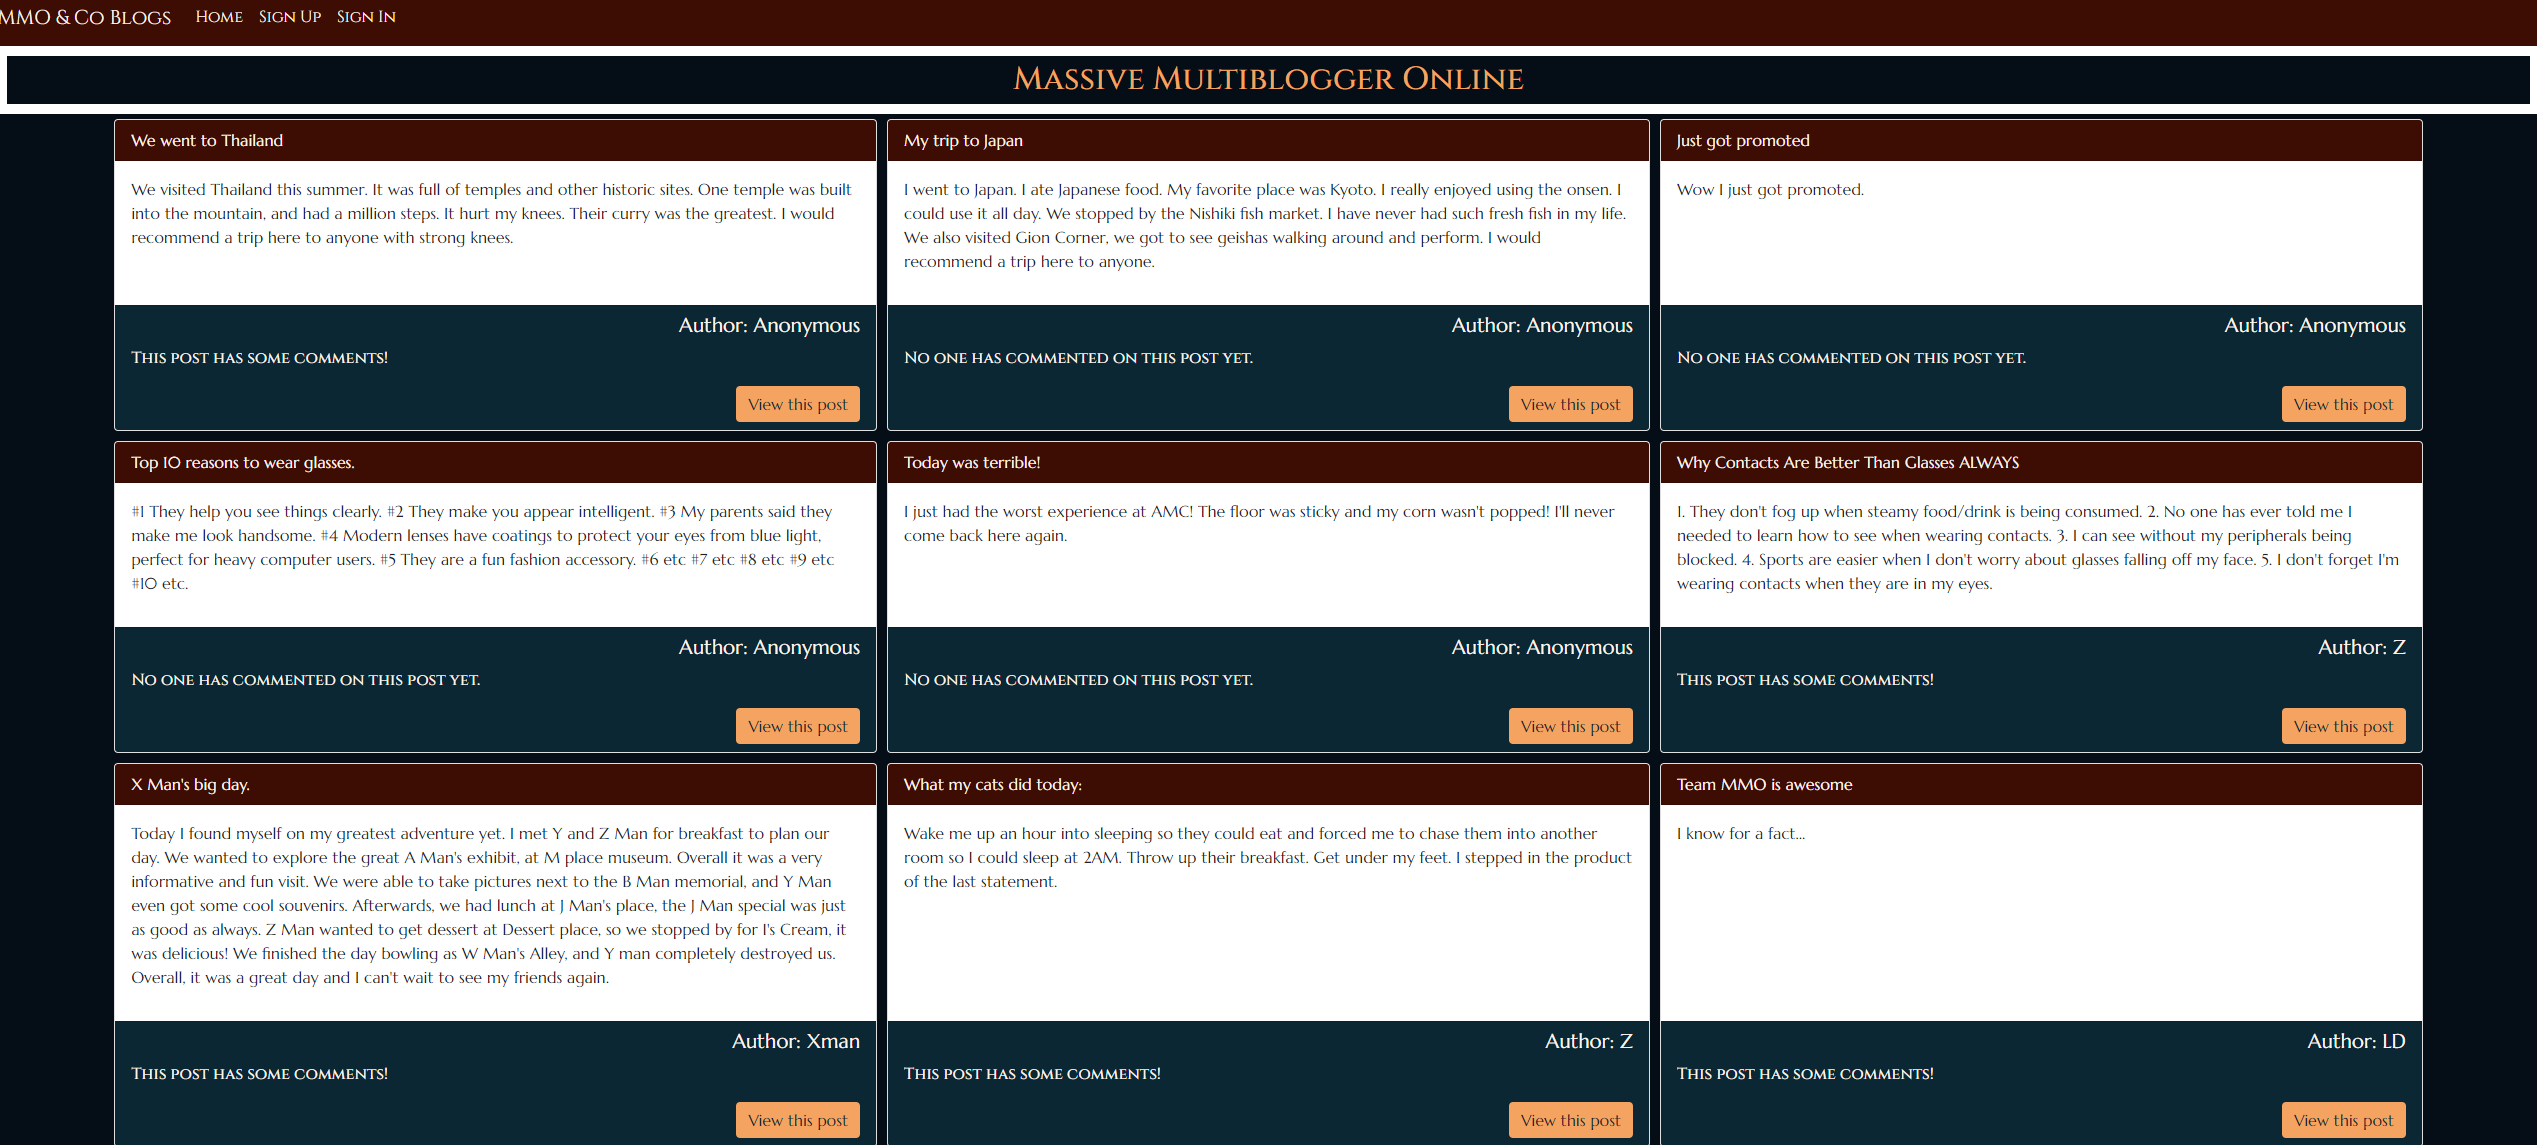 MMO & Co Blogs Home Sign Up Sign In
Massive Multiblogger Online
We went to Thailand
We visited Thailand this summer. It was full of temples and other historic sites. One temple was built
into the mountain, and had a million steps. It hurt my knees. Their curry was the greatest. I would
recommend a trip here to anyone with strong knees.
Author: Anonymous
This post has some comments!
View this post
My trip to Japan
I went to Japan. I ate Japanese food. My favorite place was Kyoto. I really enjoyed using the onsen. I
could use it all day. We stopped by the Nishiki fish market. I have never had such fresh fish in my life.
We also visited Gion Corner, we got to see geishas walking around and perform. I would
recommend a trip here to anyone.
Author: Anonymous
No one has commented on this post yet.
View this post
Just got promoted
Wow I just got promoted.
Author: Anonymous
No one has commented on this post yet.
View this post
Top 10 reasons to wear glasses.
#1 They help you see things clearly. #2 They make you appear intelligent. #3 My parents said they
make me look handsome. #4 Modern lenses have coatings to protect your eyes from blue light,
perfect for heavy computer users. #5 They are a fun fashion accessory. #6 etc #7 etc #8 etc #9 etc
#10 etc.
Author: Anonymous
No one has commented on this post yet.
View this post
Today was terrible!
I just had the worst experience at AMC! The floor was sticky and my corn wasn't popped! I'll never
come back here again.
Author: Anonymous
No one has commented on this post yet.
View this post
Why Contacts Are Better Than Glasses ALWAYS
1. They don't fog up when steamy food/drink is being consumed. 2. No one has ever told me I
needed to learn how to see when wearing contacts. 3. I can see without my peripherals being
blocked. 4. Sports are easier when I don't worry about glasses falling off my face. 5. I don't forget I'm
wearing contacts when they are in my eyes.
Author: Z
This post has some comments!
View this post
X Man's big day.
Today I found myself on my greatest adventure yet. I met Y and Z Man for breakfast to plan our
day. We wanted to explore the great A Man's exhibit, at M place museum. Overall it was a very
informative and fun visit. We were able to take pictures next to the B Man memorial, and Y Man
even got some cool souvenirs. Afterwards, we had lunch at J Man's place, the J Man special was just
as good as always. Z Man wanted to get dessert at Dessert place, so we stopped by for I's Cream, it
was delicious! We finished the day bowling as W Man's Alley, and Y man completely destroyed us.
Overall, it was a great day and I can't wait to see my friends again.
Author: Xman
This post has some comments!
View this post
What my cats did today:
Wake me up an hour into sleeping so they could eat and forced me to chase them into another
room so I could sleep at 2AM. Throw up their breakfast. Get under my feet. I stepped in the product
of the last statement.
Author: Z
This post has some comments!
View this post
Team MMO is awesome
I know for a fact...
Author: LD
This post has some comments!
View this post